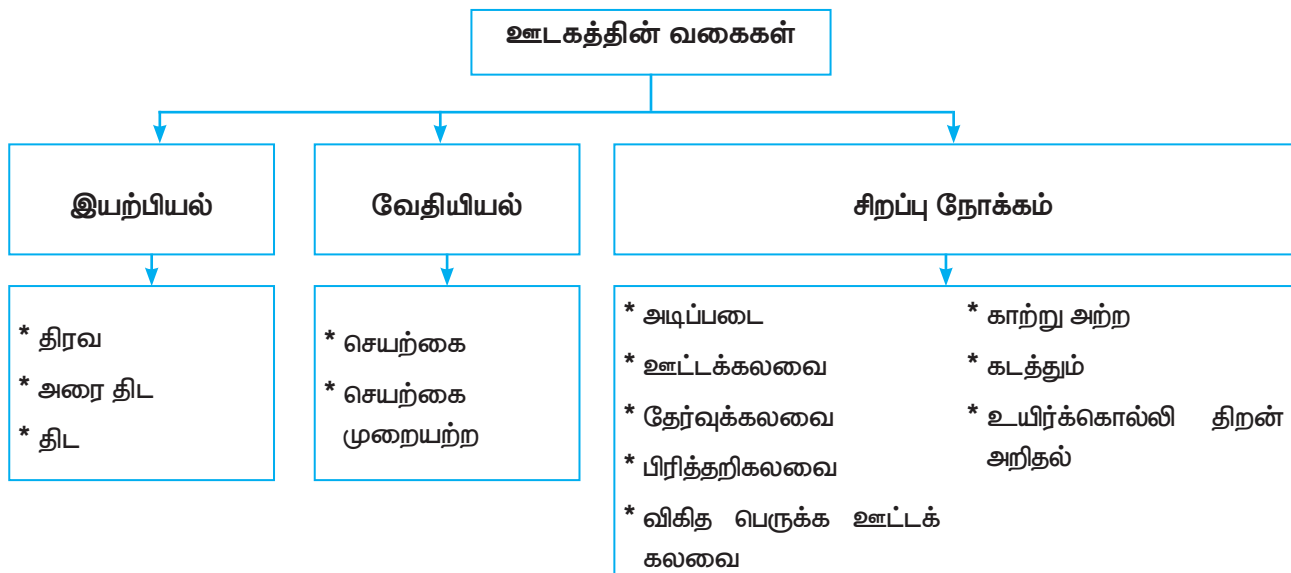 ஊடகத்தின் வகைகள்
இயற்பியல்
* திரவ
* அரை திட
* திட
வேதியியல்
* செயற்கை
* செயற்கை
முறையற்ற
சிறப்பு நோக்கம்
* அடிப்படை
* ஊட்டக்கலவை
* தேர்வுக்கலவை
* பிரித்தறிகலவை
* விகித பெருக்க ஊட்டக்
கலவை
* காற்று அற்ற
* கடத்தும்
* உயிர்க்கொல்லி திறன்
அறிதல்